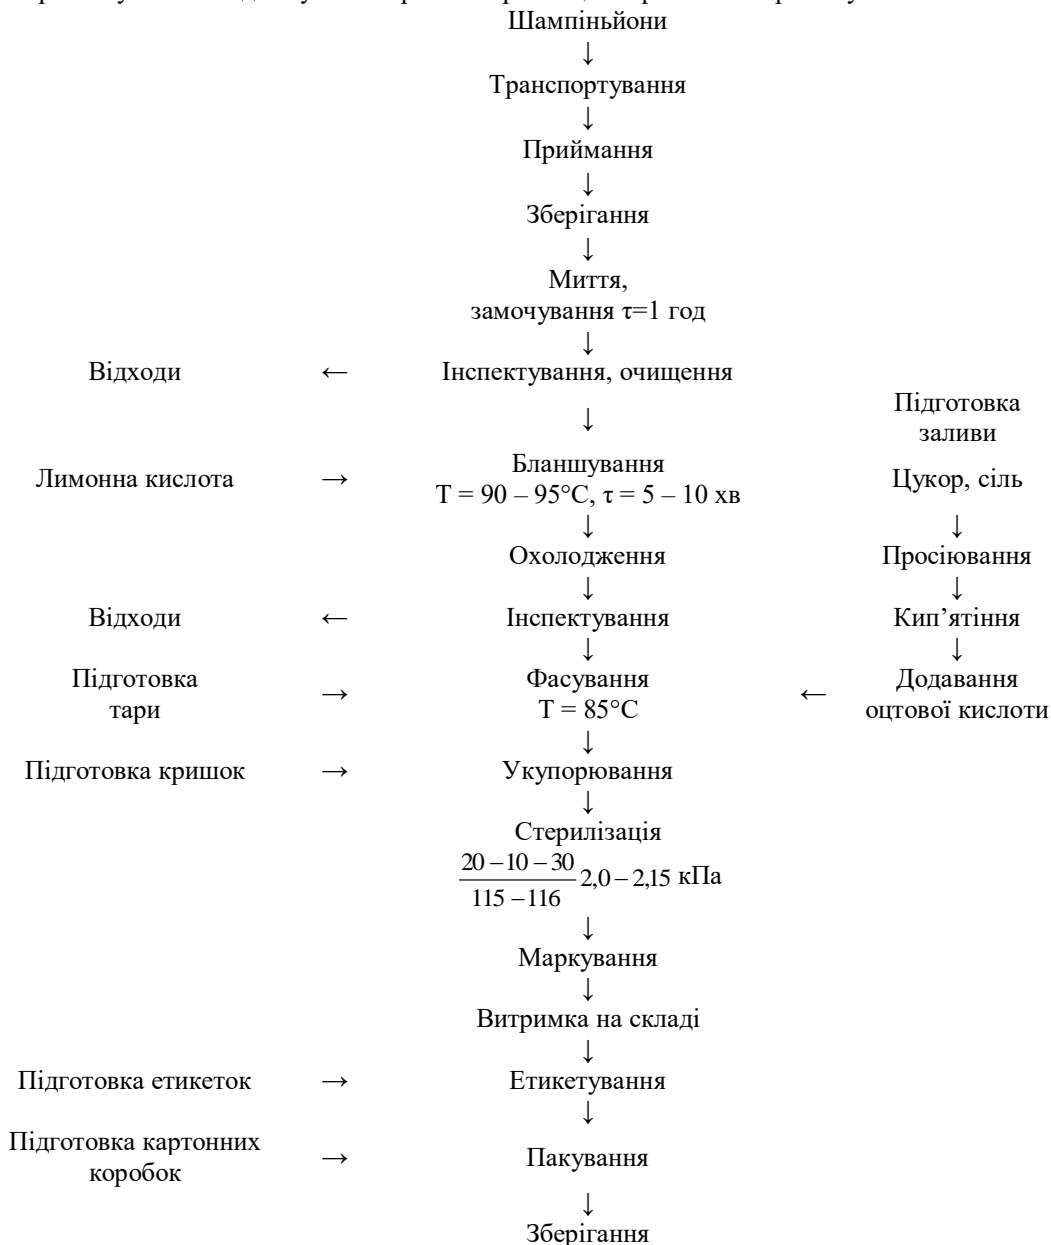 Шампіньйони
↓
Транспортування
↓
Приймання
↓
Зберігання
↓
Миття,
замочування τ=1 год
↓
Відходи ← Інспектування, очищення
↓
Підготовка
заливи
Лимонна кислота → Бланшування
T = 90 – 95°C, τ = 5 – 10 хв
Цукор, сіль
↓ ↓
Охолодження Просіювання
↓ ↓
Відходи ← Інспектування Кип’ятіння
↓ ↓
Підготовка
тари
→ Фасування
T = 85°C
← Додавання
оцтової кислоти
↓
Підготовка кришок → Укупорювання
↓
Стерилізація
20 – 10 – 30
115 – 116
2,0 – 2,15 кПа
↓
Маркування
↓
Витримка на складі
↓
Підготовка етикеток → Етикетування
↓
Підготовка картонних
коробок
→ Пакування
↓
Зберігання